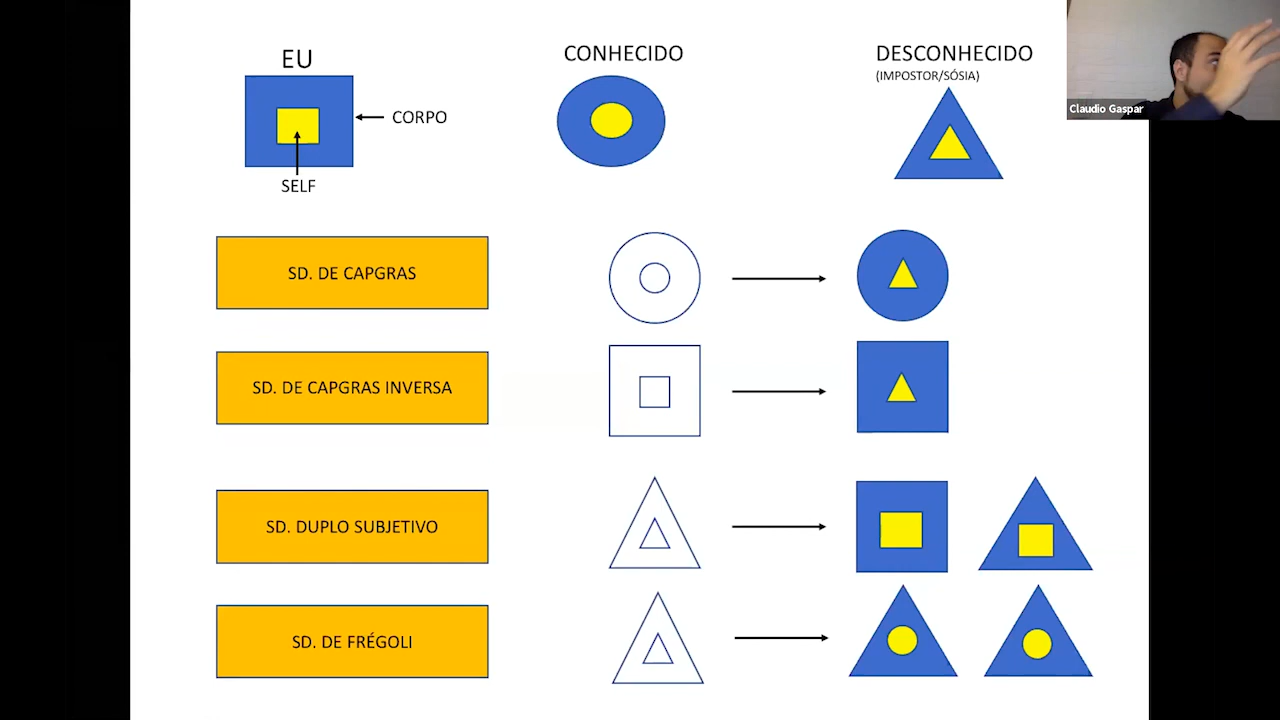 EU
CONHECIDO
DESCONHECIDO
(IMPOSTOR/SÓSIA)
Claudio Gaspar
CORPO
SELF
SD. DE CAPGRAS
SD. DE CAPGRAS INVERSA
SD. DUPLO SUBJETIVO
SD. DE FRÉGOLI